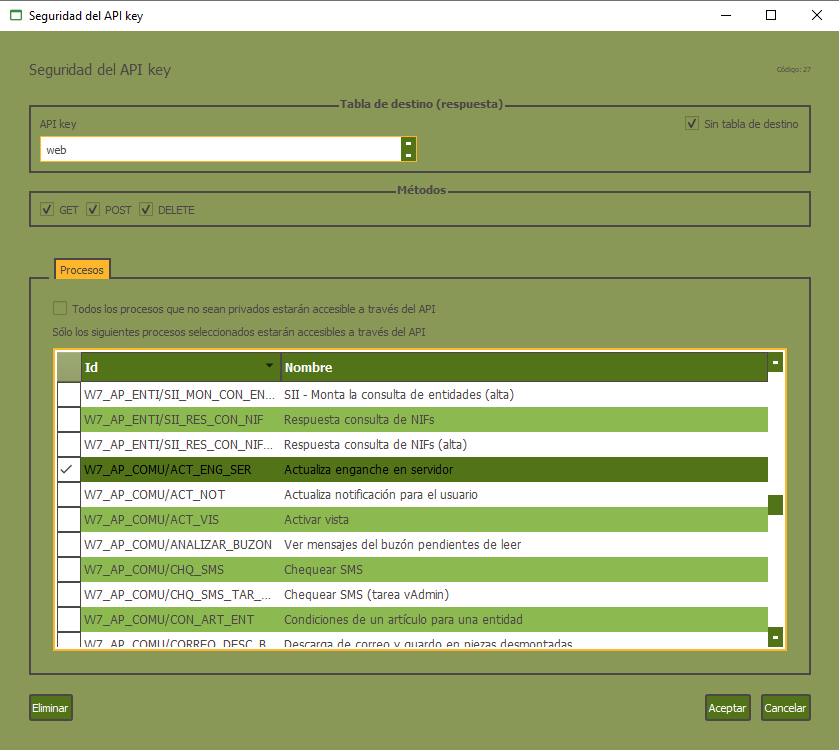 Seguridad del API key
Seguridad del API key
Código: 27
Tabla de destino (respuesta)
API key
Sin tabla de destino
web
Métodos
GET POST DELETE
Procesos
Todos los procesos que no sean privados estarán accesible a través del API
Sólo los siguientes procesos seleccionados estarán accesibles a través del API
Id Nombre
W7_AP_ENTI/SII_MON_CON_EN... SII - Monta la consulta de entidades (alta)
W7_AP_ENTI/SII_RES_CON_NIF Respuesta consulta de NIFs
W7_AP_ENTI/SII_RES_CON_NIF... Respuesta consulta de NIFs (alta)
W7_AP_COMU/ACT_ENG_SER Actualiza enganche en servidor
W7_AP_COMU/ACT_NOT Actualiza notificación para el usuario
W7_AP_COMU/ACT_VIS Activar vista
W7_AP_COMU/ANALIZAR_BUZON Ver mensajes del buzón pendientes de leer
W7_AP_COMU/CHQ_SMS Chequear SMS
W7_AP_COMU/CHQ_SMS_TAR_... Chequear SMS (tarea vAdmin)
W7_AP_COMU/CON_ART_ENT Condiciones de un artículo para una entidad
W7_AP_COMU/CORREO_DESC_B Descarga de correo y guardo en piezas desmontadas
Eliminar
Aceptar Cancelar